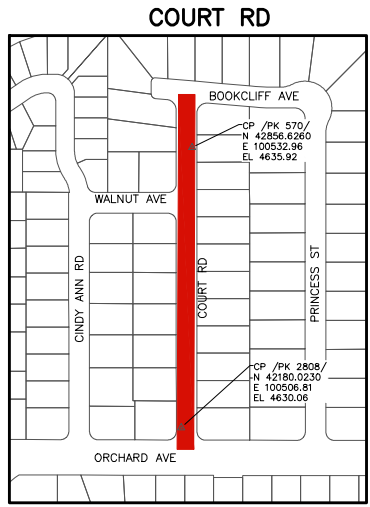 COURT RD
BOOKCLIFF AVE
CP /PK 570/
N 42856.6260
E 100532.96
EL 4635.92
WALNUT AVE
CINDY ANN RD
COURT RD
PRINCESS ST
CP /PK 2808/
N 42180.0230
E 100506.81
EL 4630.06
ORCHARD AVE